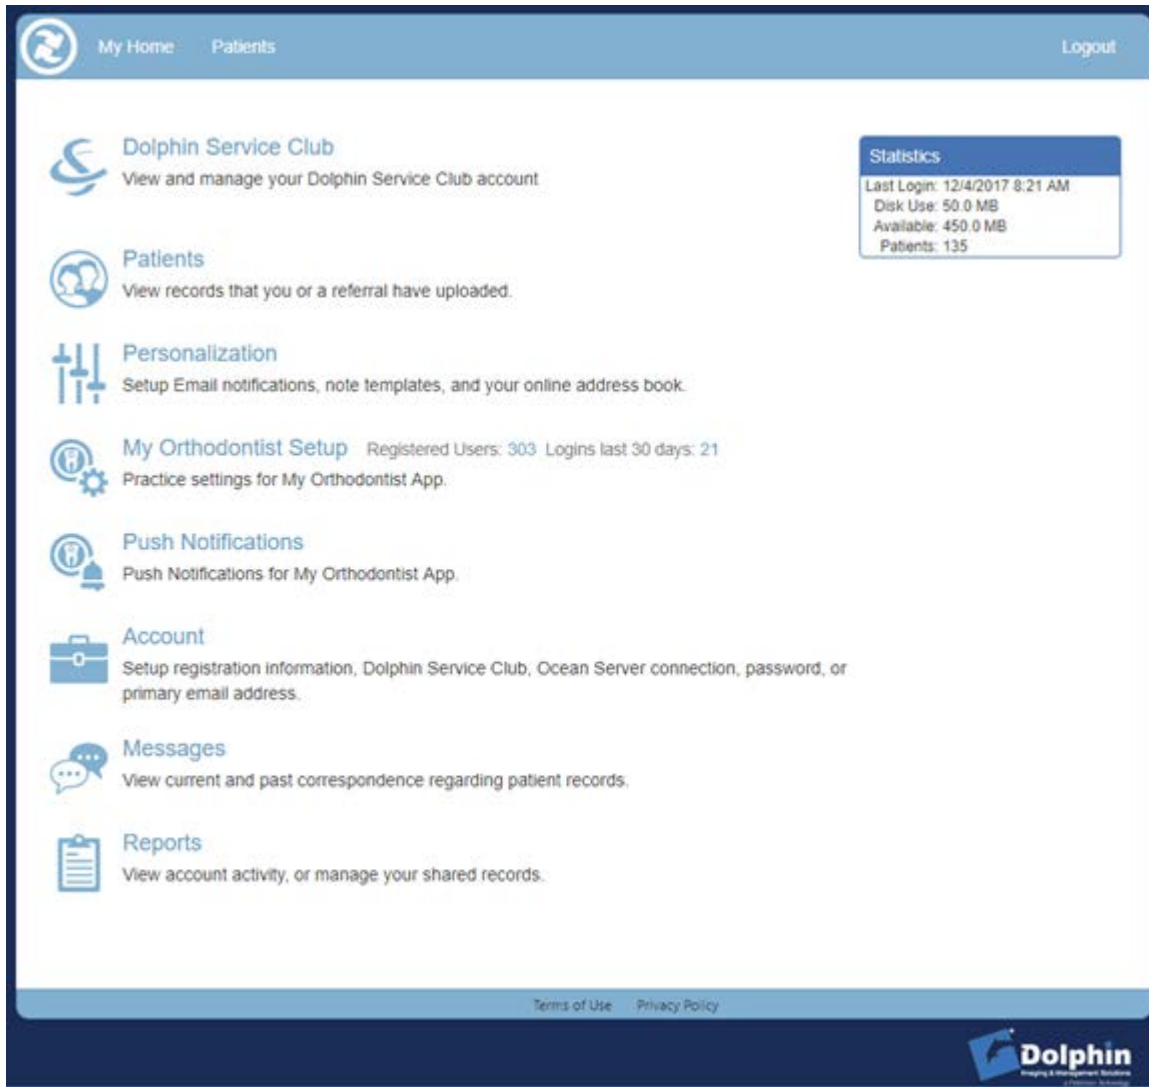 My Home Patients Logout
Dolphin Service Club
View and manage your Dolphin Service Club account
Statistics
Last Login: 12/4/2017 8:21 AM
Disk Use: 50.0 MB
Available: 450.0 MB
Patients: 135
Patients
View records that you or a referral have uploaded.
Personalization
Setup Email notifications, note templates, and your online address book.
My Orthodontist Setup Registered Users: 303 Logins last 30 days: 21
Practice settings for My Orthodontist App.
Push Notifications
Push Notifications for My Orthodontist App.
Account
Setup registration information, Dolphin Service Club, Ocean Server connection, password, or
primary email address.
Messages
View current and past correspondence regarding patient records.
Reports
View account activity, or manage your shared records.
Terms of Use Privacy Policy
Dolphin
Imaging & Management Solutions